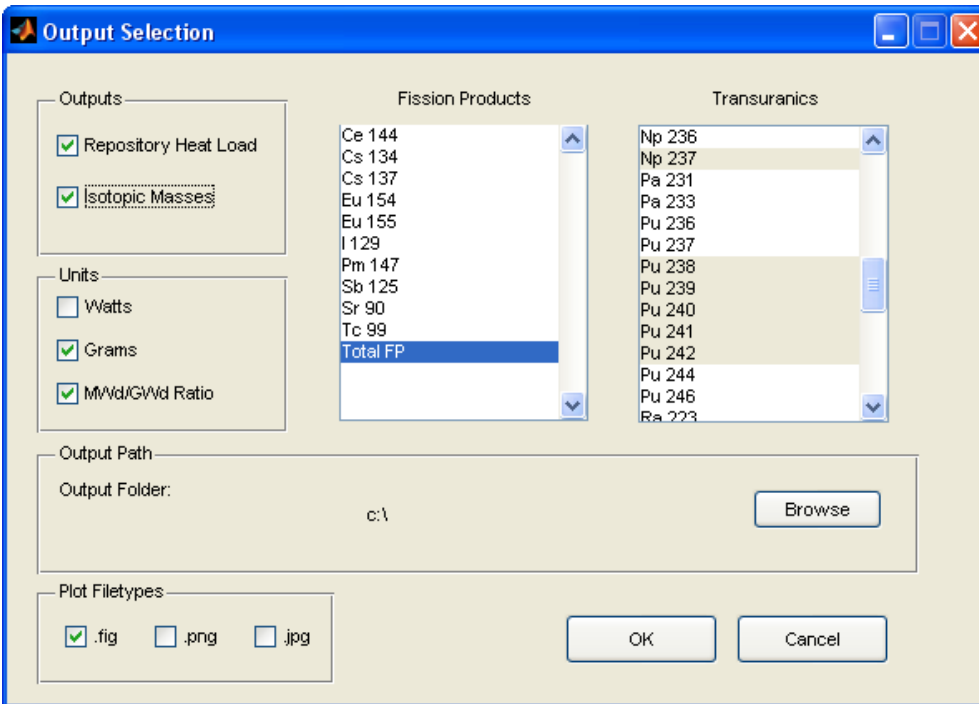 Output Selection
Outputs
Repository Heat Load
Isotopic Masses
Units
Watts
Grams
MWd/GWd Ratio
Fission Products
Ce 144
Cs 134
Cs 137
Eu 154
Eu 155
I 129
Pm 147
Sb 125
Sr 90
Tc 99
Total FP
Transuranics
Np 236
Np 237
Pa 231
Pa 233
Pu 236
Pu 237
Pu 238
Pu 239
Pu 240
Pu 241
Pu 242
Pu 244
Pu 246
Ra 223
Output Path
Output Folder:
c:\
Browse
Plot Filetypes
.fig
.png
.jpg
OK
Cancel